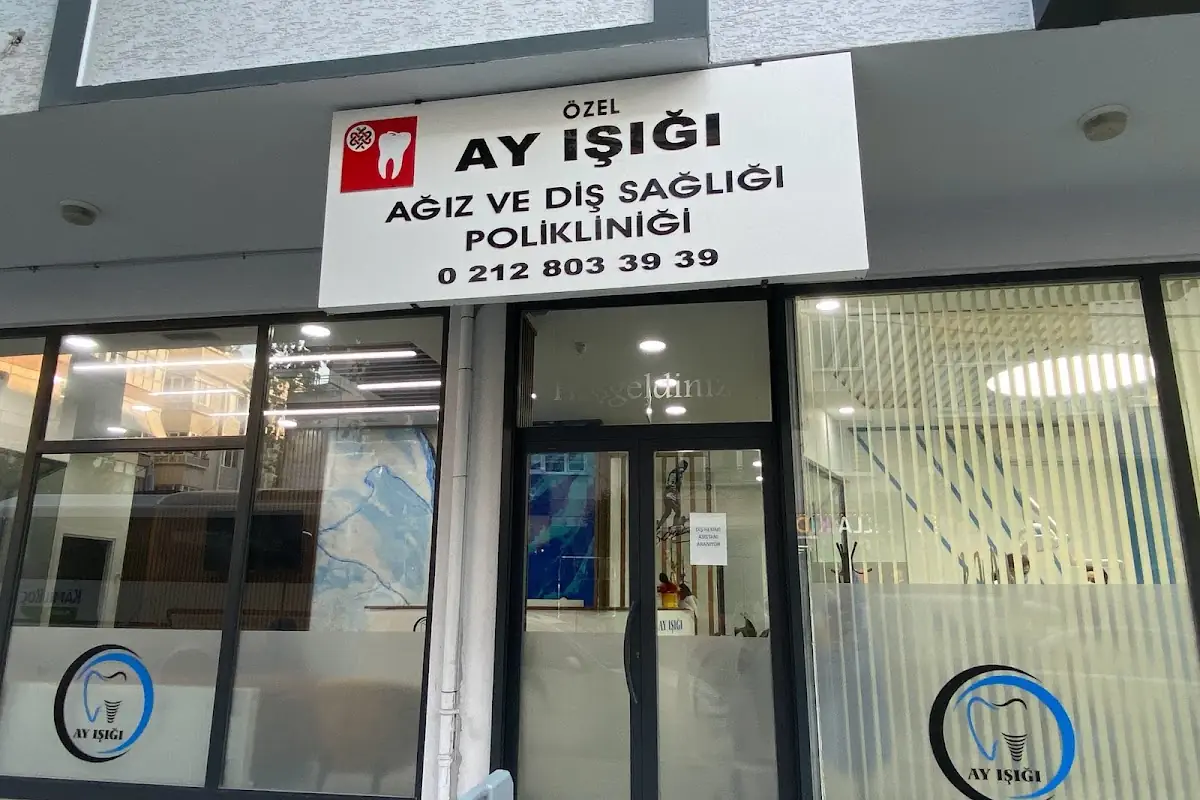 ÖZEL
AY IŞIĞI
AĞIZ VE DİŞ SAĞLIĞI
POLİKLİNİĞİ
0 212 803 39 39
AY IŞIĞI
AY IŞIĞI
AY IŞIĞI